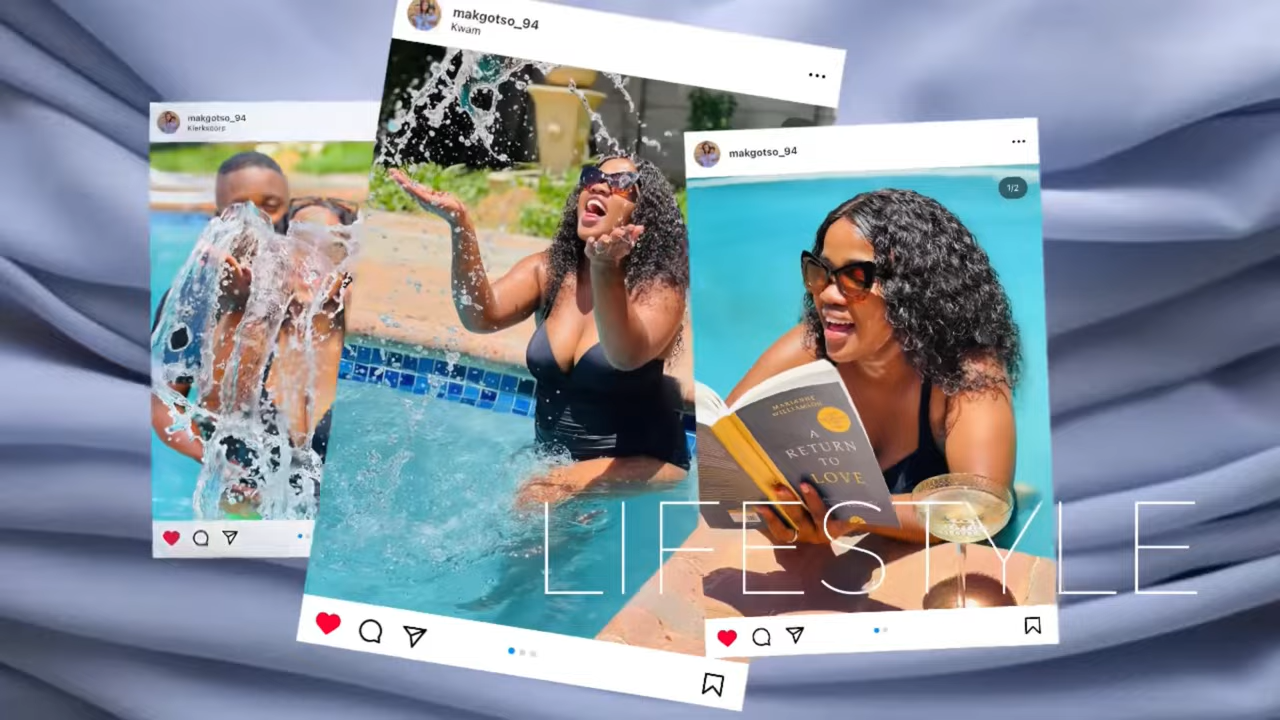 makgotso_94
Klerksdorp
makgotso_94
Kwam
makgotso_94
1/2
MARIANNE
WILLIAMSON
A
RETURN
TO
LOVE
LIFESTYLE